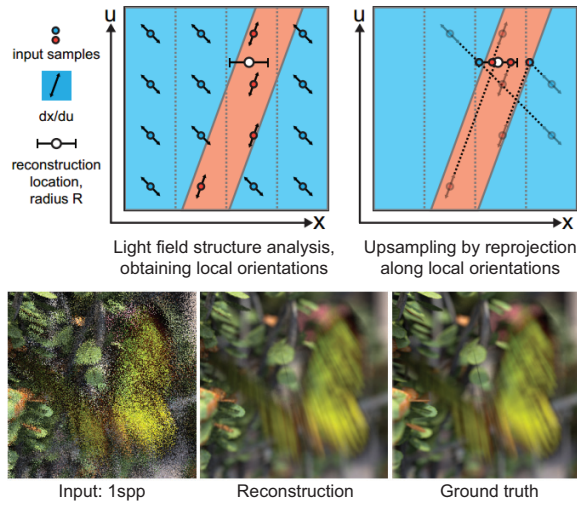 input samples
dx/du
reconstruction
location,
radius R
u
x
Light field structure analysis,
obtaining local orientations
u
x
Upsampling by reprojection
along local orientations
Input: 1spp
Reconstruction
Ground truth